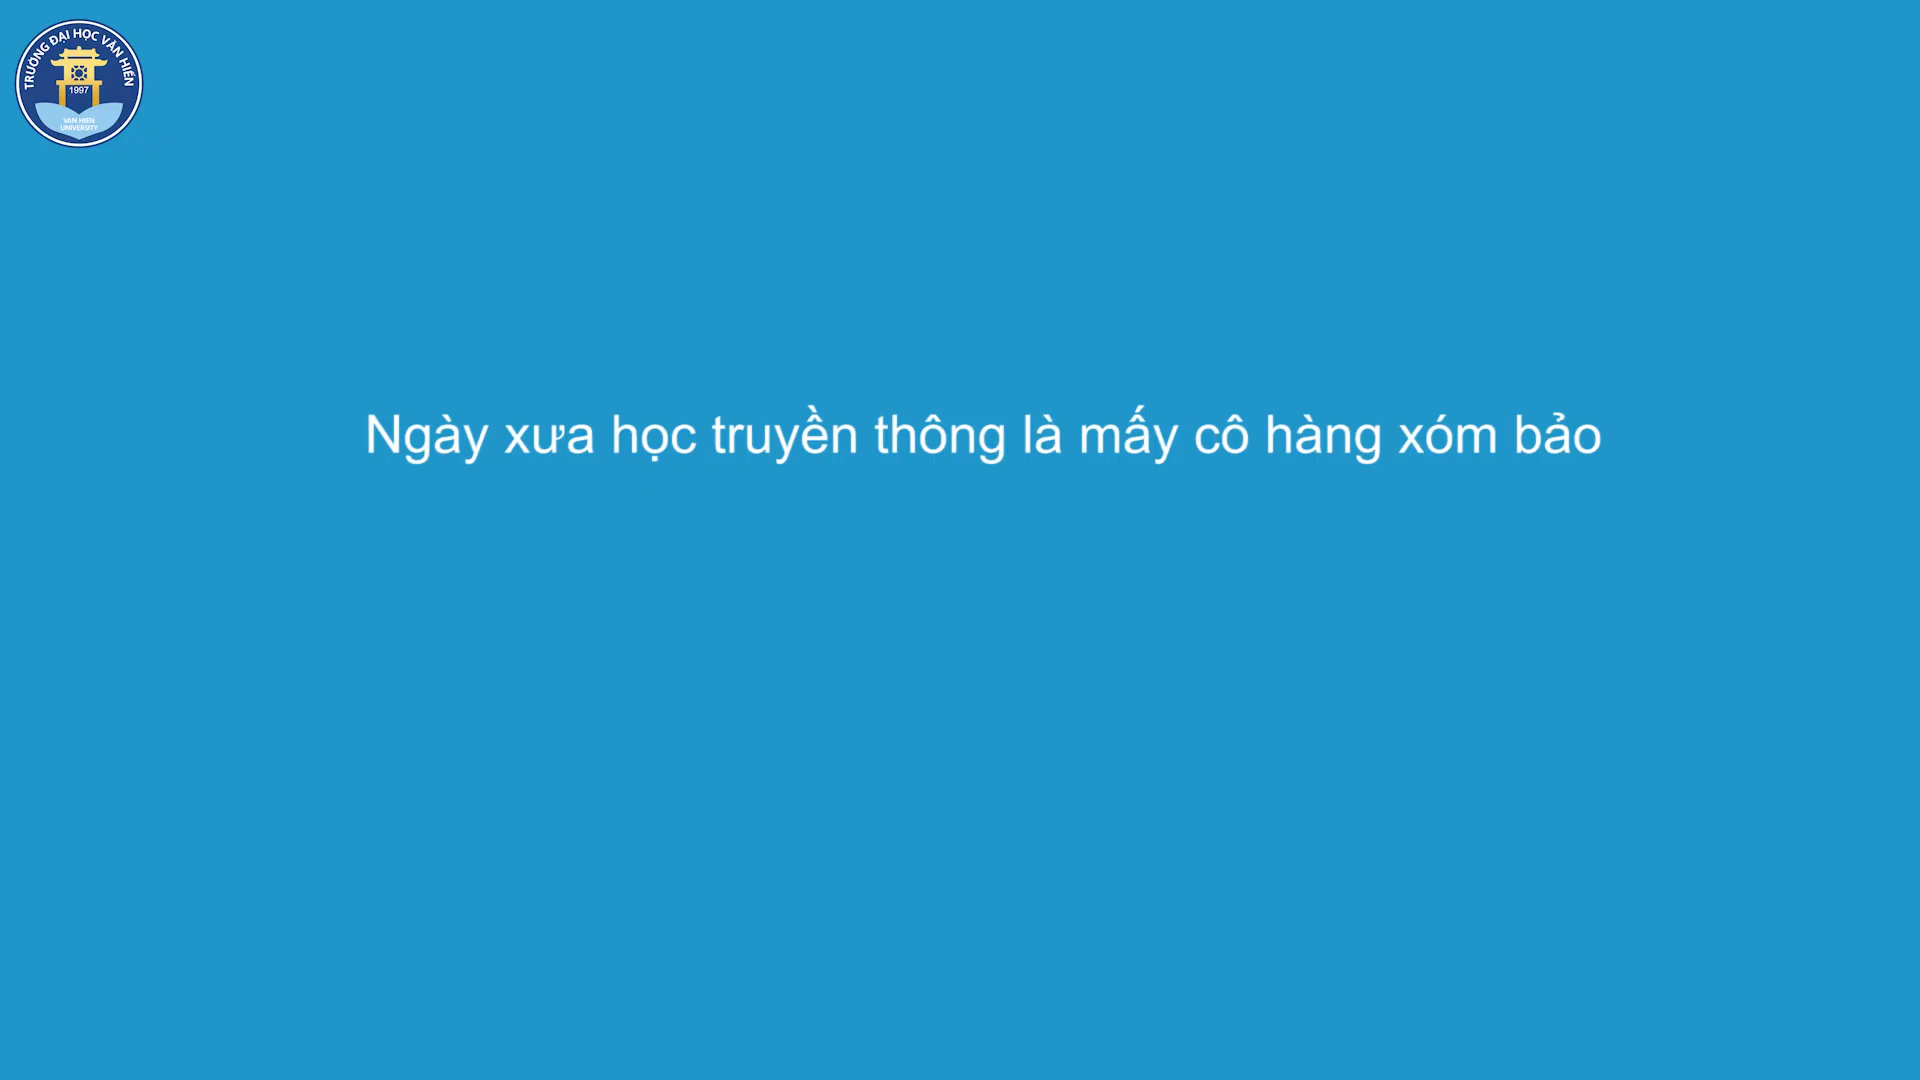 TRƯỜNG ĐẠI HỌC VĂN HIẾN
1997
VAN HIEN
UNIVERSITY
Ngày xưa học truyền thông là mấy cô hàng xóm bảo